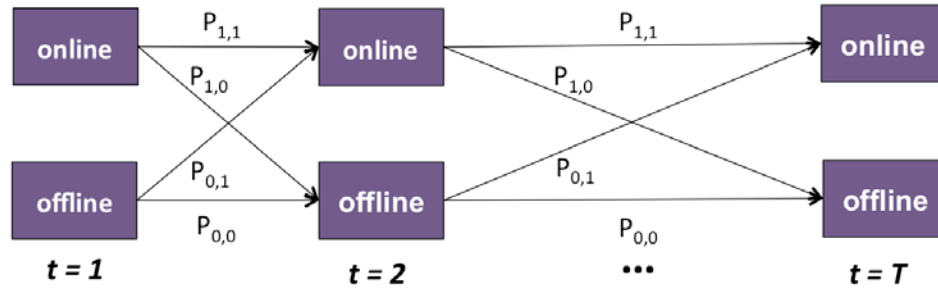 online P₁,₁ online P₁,₁ online
P₁,₀ P₁,₀
P₀,₁ P₀,₁
offline offline offline
P₀,₀ P₀,₀
t = 1 t = 2 ... t = T